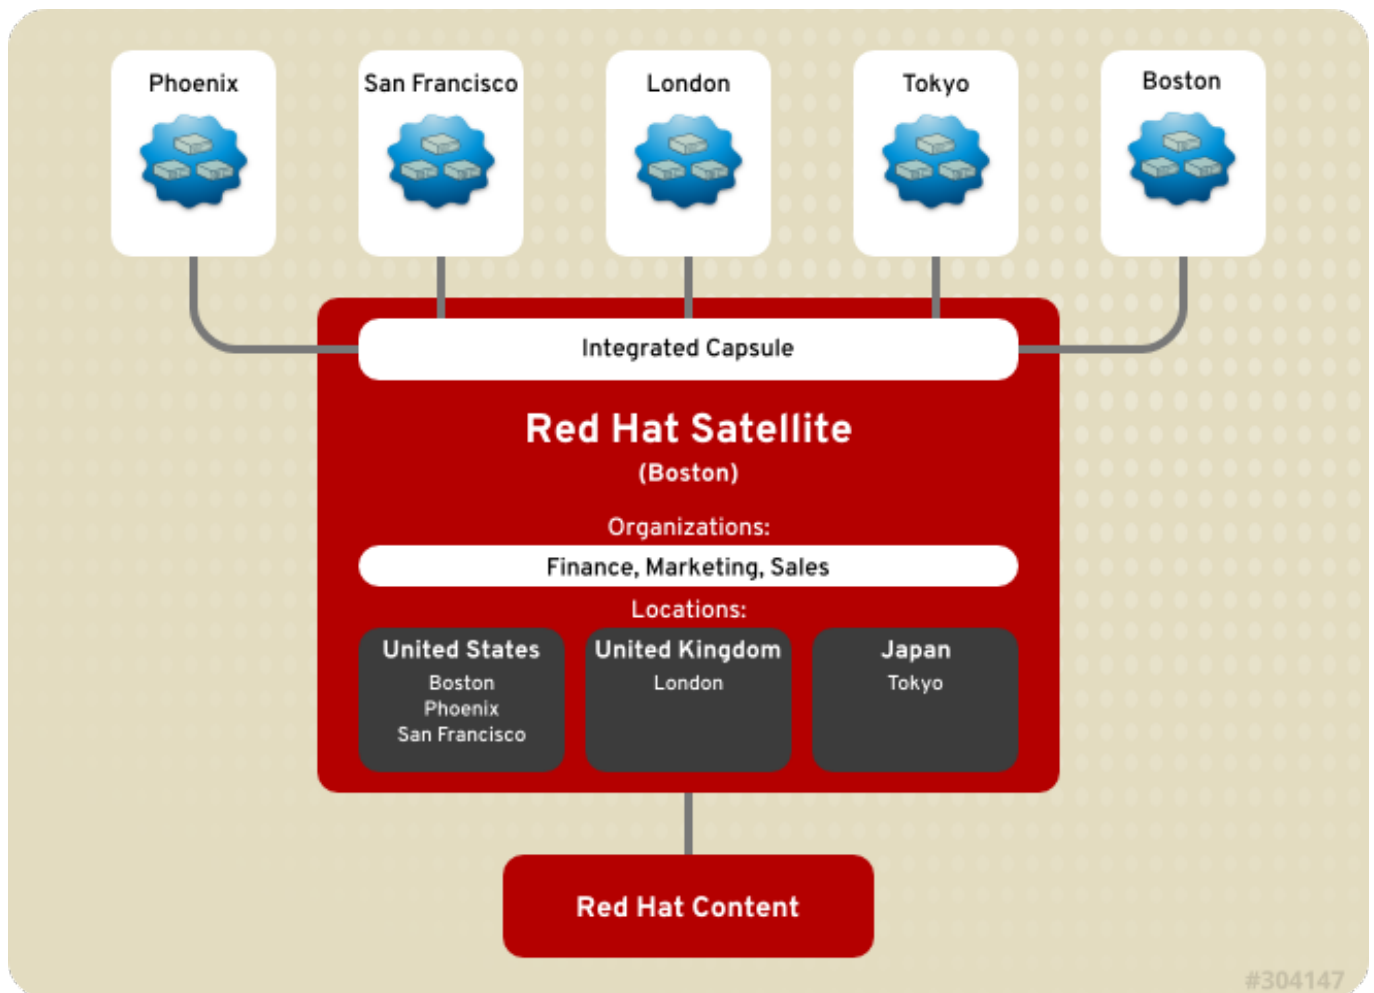 Phoenix
San Francisco
London
Tokyo
Boston
Integrated Capsule
Red Hat Satellite
(Boston)
Organizations:
Finance, Marketing, Sales
Locations:
United States
Boston
Phoenix
San Francisco
United Kingdom
London
Japan
Tokyo
Red Hat Content
#304147